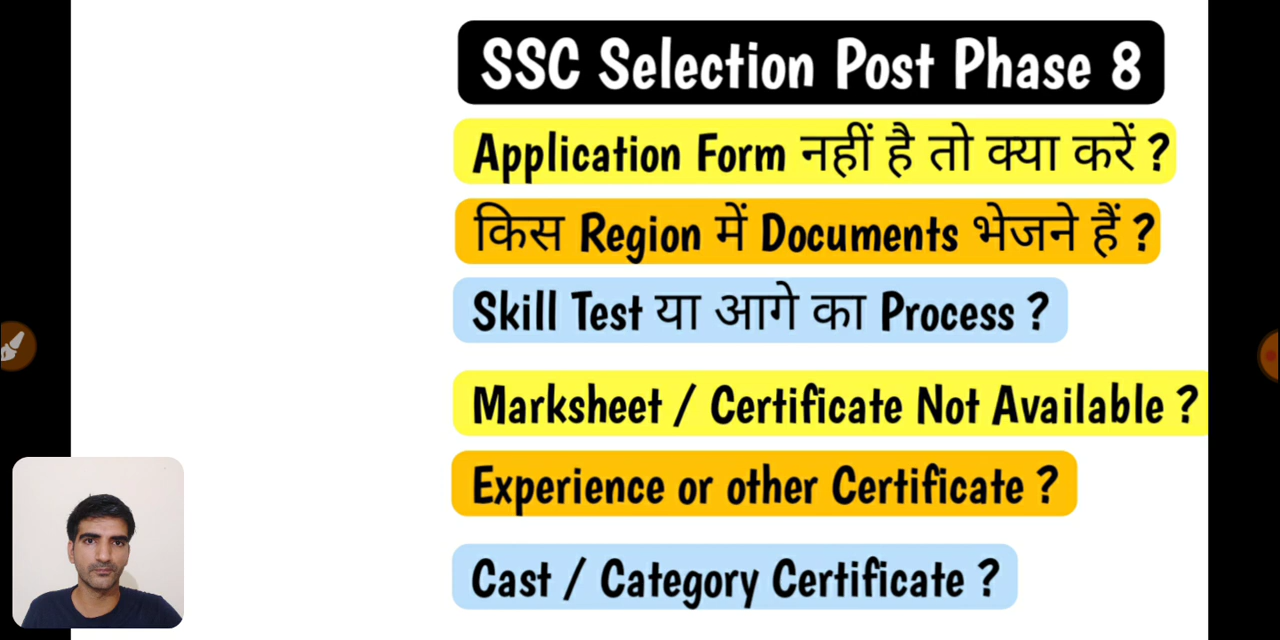 SSC Selection Post Phase 8
Application Form नहीं है तो क्या करें ?
किस Region में Documents भेजने हैं ?
Skill Test या आगे का Process ?
Marksheet / Certificate Not Available ?
Experience or other Certificate ?
Cast / Category Certificate ?